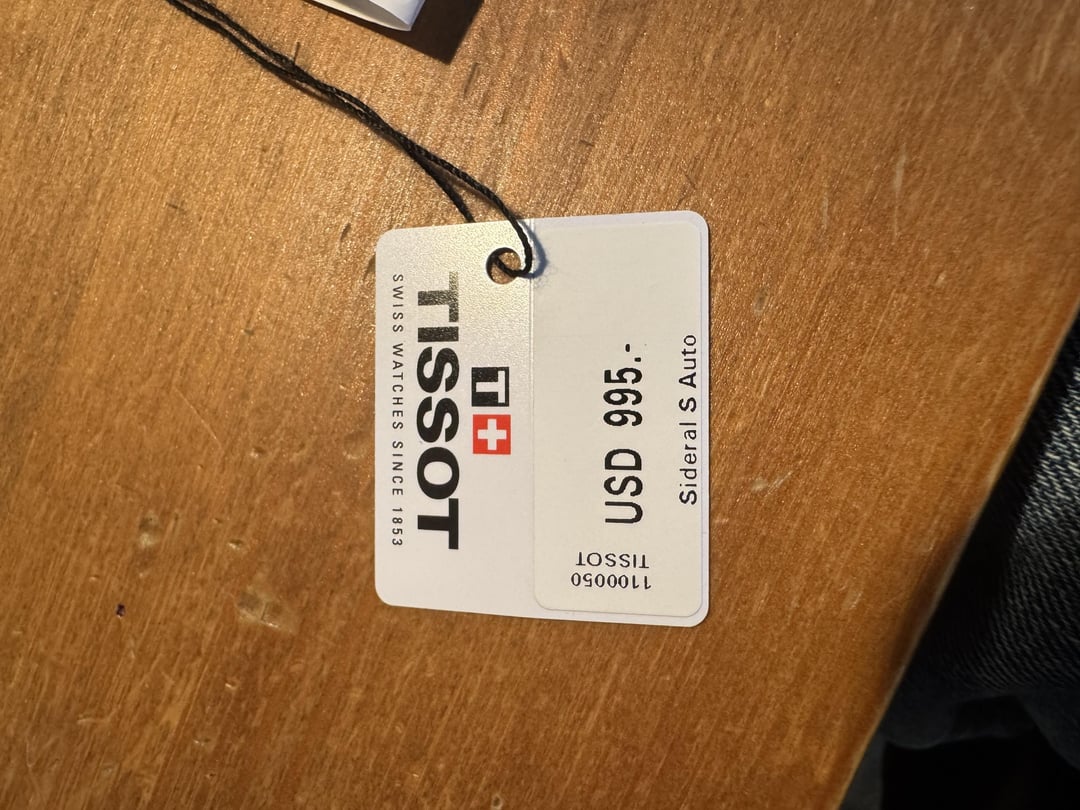 TISSOT
SWISS WATCHES SINCE 1853
T
USD 995.-
Sideral S Auto
TISSOT
1100050